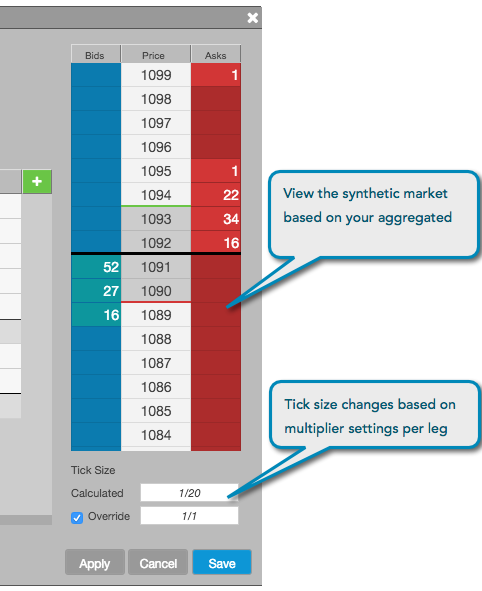 Bids Price Asks
1099 1
1098
1097
1096
1095 1
1094 22
1093 34
1092 16
52 1091
27 1090
16 1089
1088
1087
1086
1085
1084
+
View the synthetic market
based on your aggregated
Tick size changes based on
multiplier settings per leg
Tick Size
Calculated 1/20
Override 1/1
Apply Cancel Save